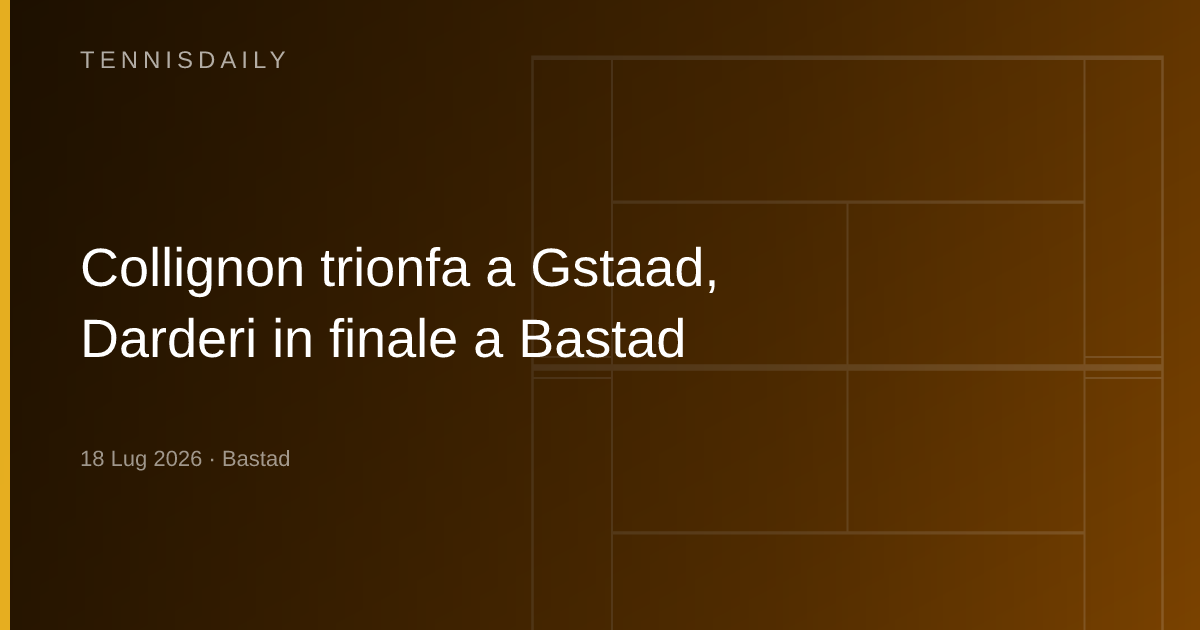 TENNISDAILY
Collignon trionfa a Gstaad,
Darderi in finale a Bastad
18 Lug 2026 · Bastad